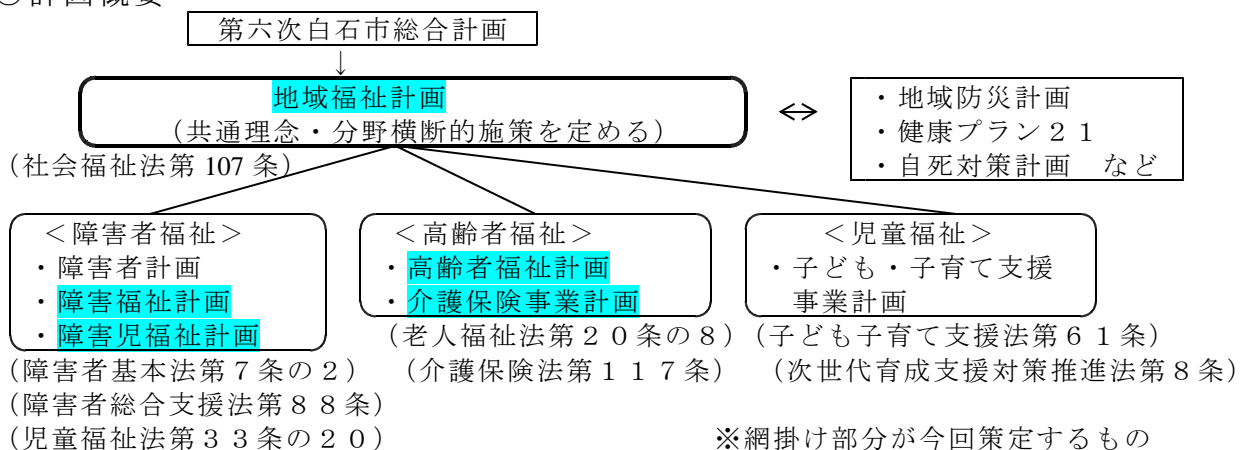 ○計画概要
第六次白石市総合計画
↓
地域福祉計画
（共通理念・分野横断的施策を定める）
（社会福祉法第107条）
⇔
・地域防災計画
・健康プラン２１
・自死対策計画　など
＜障害者福祉＞
・障害者計画
・障害福祉計画
・障害児福祉計画
（障害者基本法第７条の２）
（障害者総合支援法第８８条）
（児童福祉法第３３条の２０）
＜高齢者福祉＞
・高齢者福祉計画
・介護保険事業計画
（老人福祉法第２０条の８）
（介護保険法第１１７条）
＜児童福祉＞
・子ども・子育て支援
事業計画
（子ども子育て支援法第６１条）
（次世代育成支援対策推進法第８条）
※網掛け部分が今回策定するもの